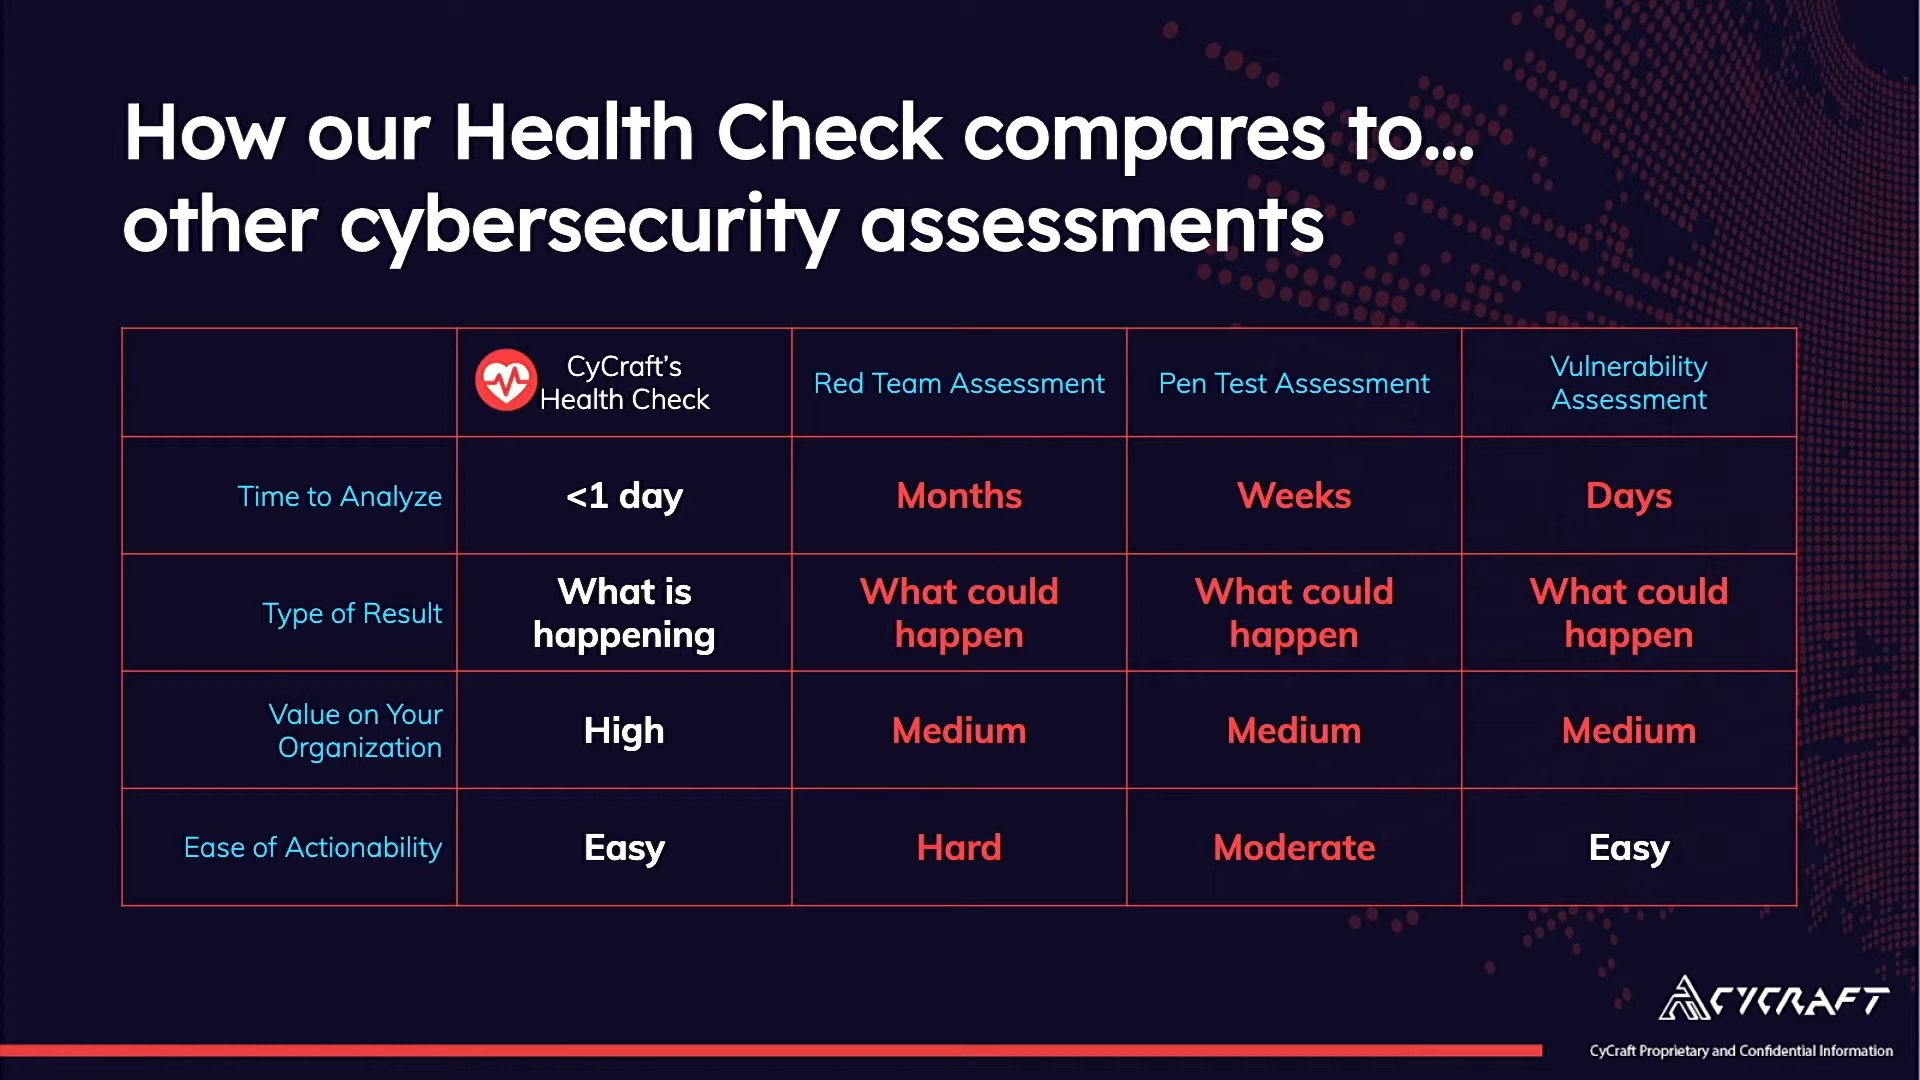 How our Health Check compares to...
other cybersecurity assessments
CyCraft’s
Health Check
Red Team Assessment
Pen Test Assessment
Vulnerability
Assessment
Time to Analyze
<1 day
Months
Weeks
Days
Type of Result
What is
happening
What could
happen
What could
happen
What could
happen
Value on Your
Organization
High
Medium
Medium
Medium
Ease of Actionability
Easy
Hard
Moderate
Easy
CYCRAFT
CyCraft Proprietary and Confidential Information